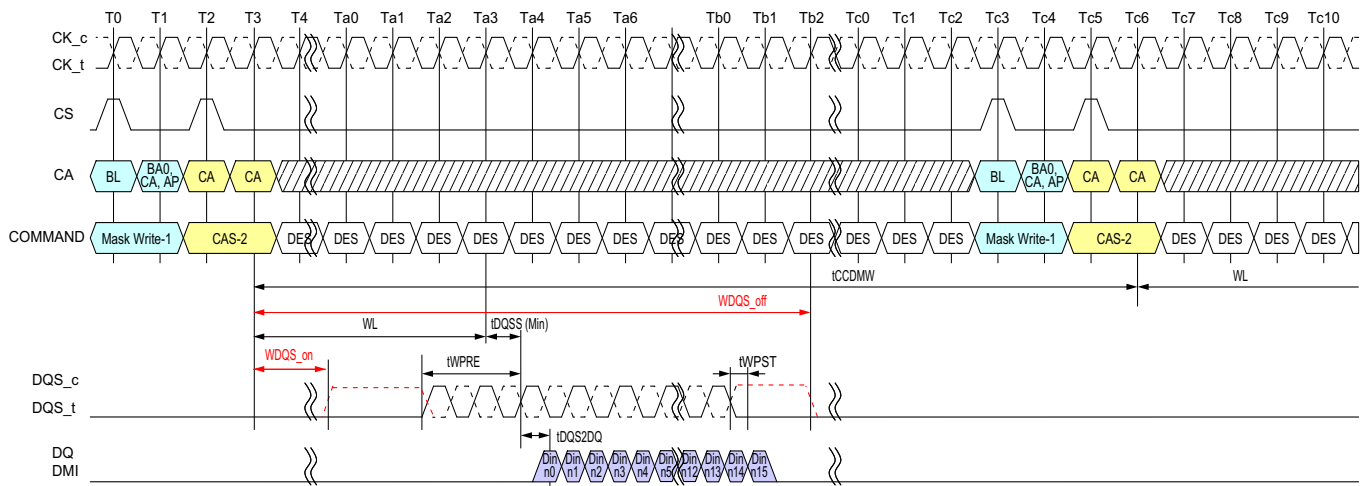 T0 T1 T2 T3 T4 Ta0 Ta1 Ta2 Ta3 Ta4 Ta5 Ta6 Tb0 Tb1 Tb2 Tc0 Tc1 Tc2 Tc3 Tc4 Tc5 Tc6 Tc7 Tc8 Tc9 Tc10
CK_c
CK_t
CS
CA BL BA0, CA, AP CA CA BL BA0, CA, AP CA CA
COMMAND Mask Write-1 CAS-2 DES DES DES DES DES DES DES DES DES DES DES DES DES DES DES Mask Write-1 CAS-2 DES DES DES DES
tCCDMW WL
WDQS_off
WL tDQSS (Min)
WDQS_on tWPRE tWPST
DQS_c
DQS_t
tDQS2DQ
DQ
DMI
Din n0 Din n1 Din n2 Din n3 Din n4 Din n5 Din n12 Din n13 Din n14 Din n15